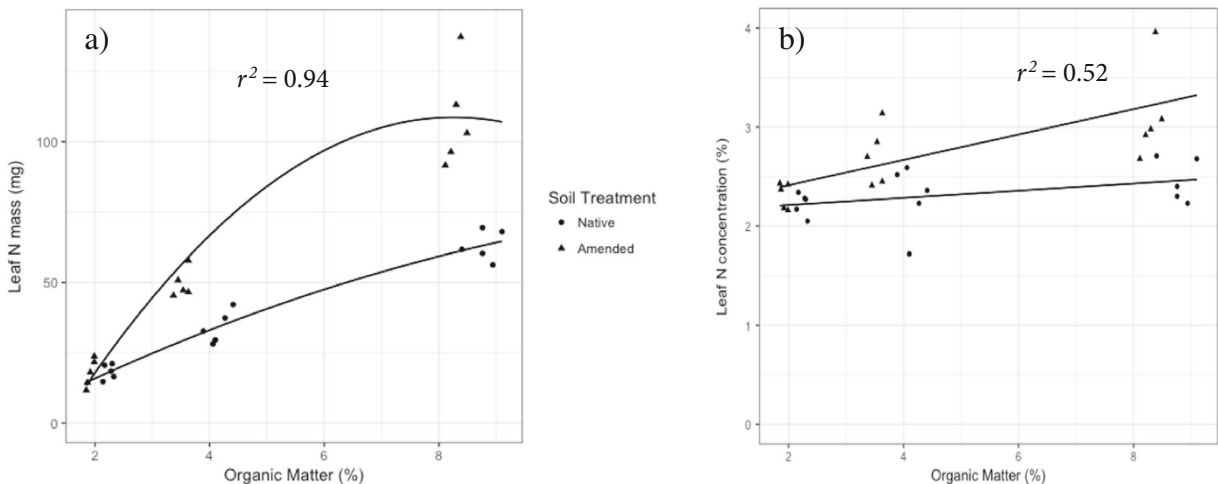 a)
r² = 0.94
Leaf N mass (mg)
100
50
0
2 4 6 8
Organic Matter (%)
Soil Treatment
Native
Amended
b)
r² = 0.52
Leaf N concentration (%)
4
3
2
1
0
2 4 6 8
Organic Matter (%)